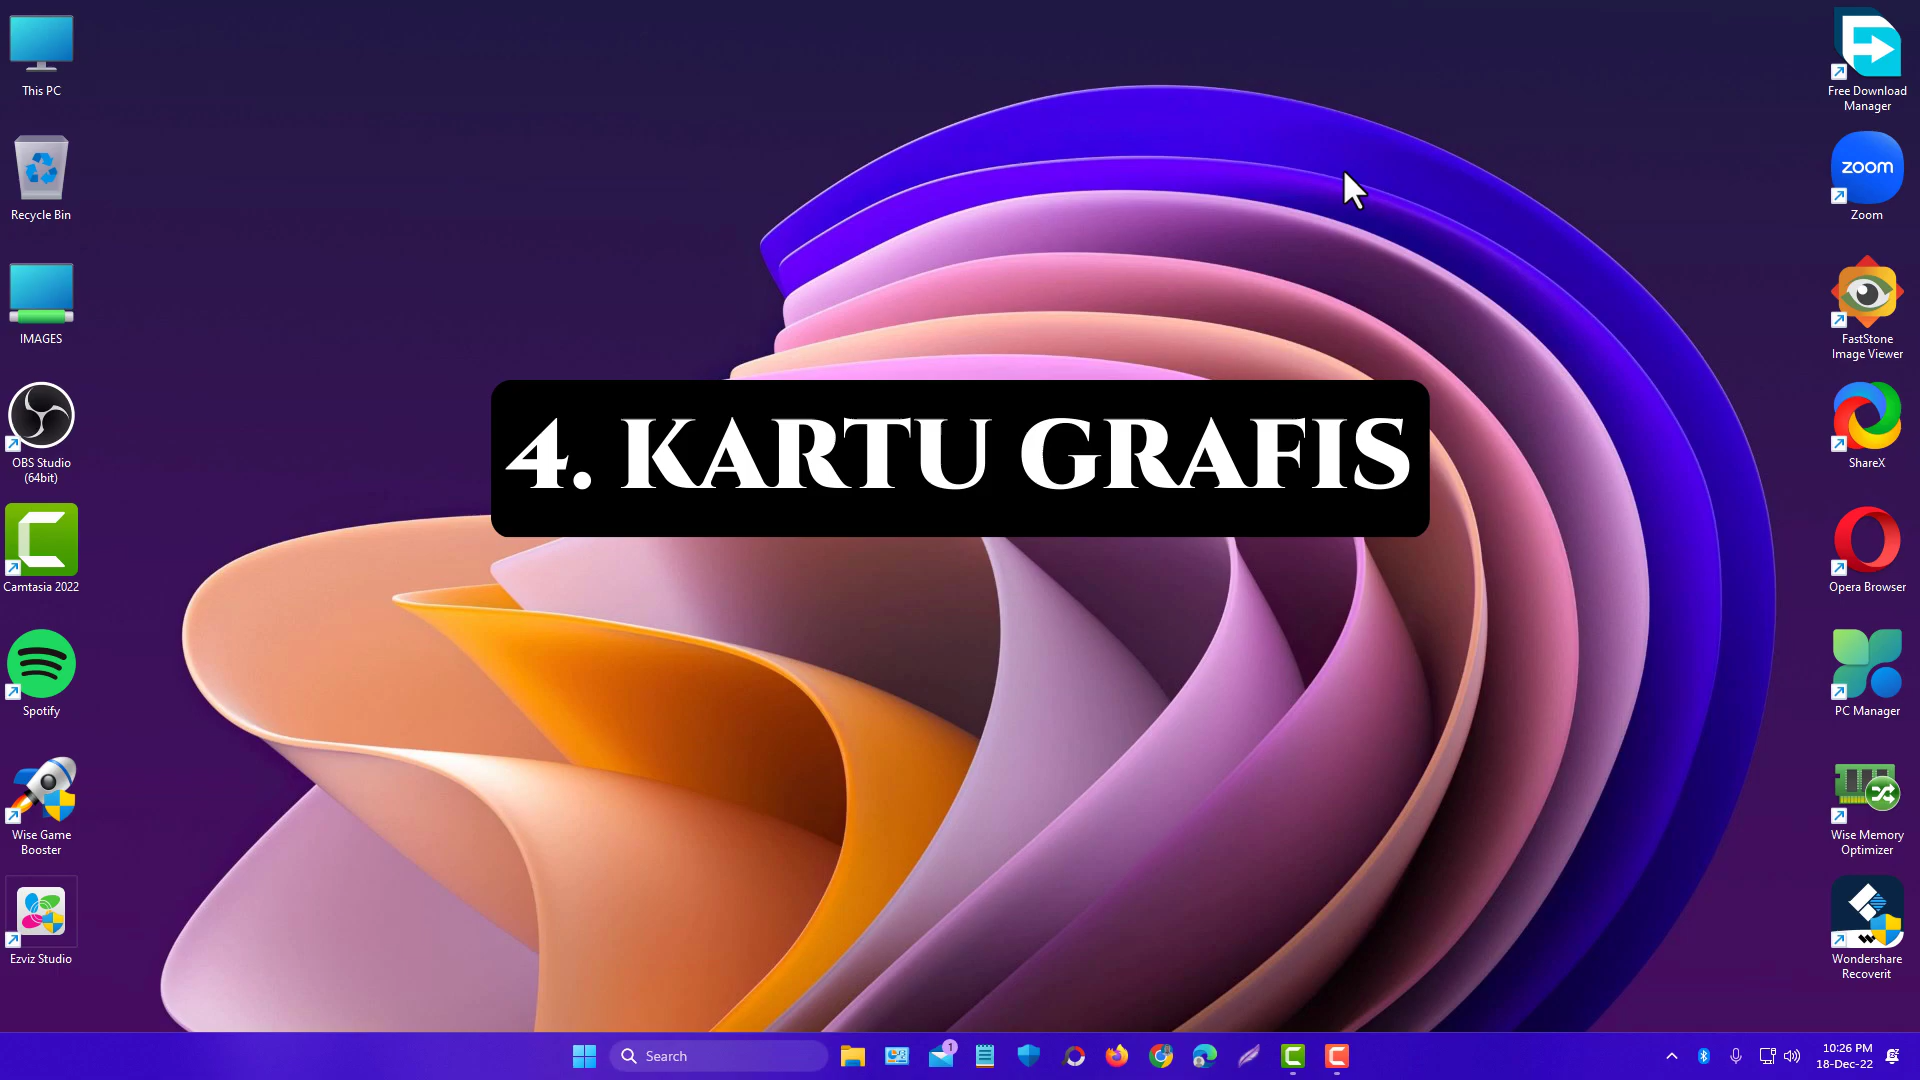 This PC
Recycle Bin
IMAGES
OBS Studio
(64bit)
Camtasia 2022
Spotify
Wise Game
Booster
Ezviz Studio
4. KARTU GRAFIS
Free Download
Manager
zoom
Zoom
FastStone
Image Viewer
ShareX
Opera Browser
PC Manager
Wise Memory
Optimizer
Wondershare
Recoverit
Search
1
10:26 PM
18-Dec-22